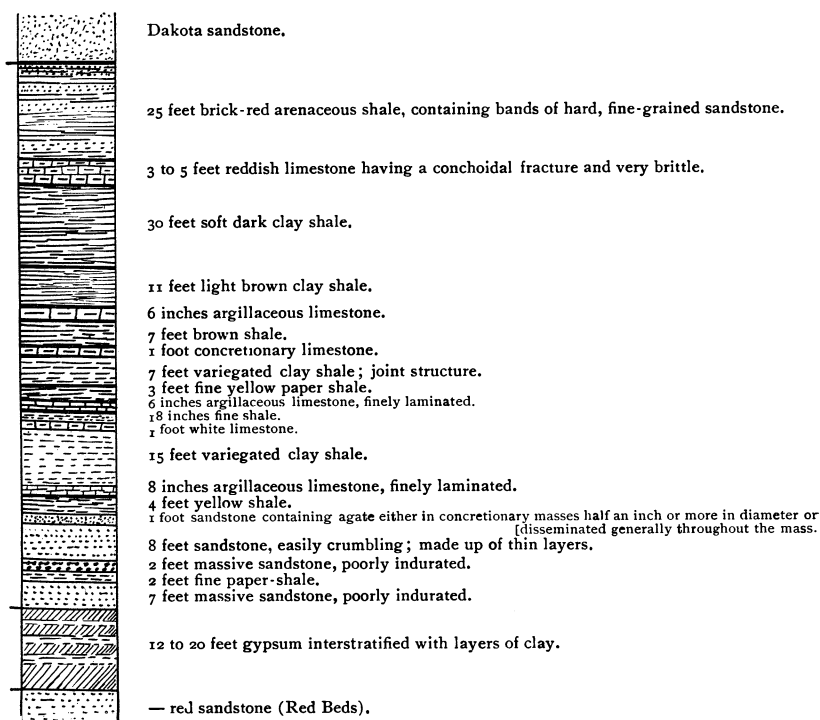 Dakota sandstone.
25 feet brick-red arenaceous shale, containing bands of hard, fine-grained sandstone.
3 to 5 feet reddish limestone having a conchoidal fracture and very brittle.
30 feet soft dark clay shale.
11 feet light brown clay shale.
6 inches argillaceous limestone.
7 feet brown shale.
1 foot concretionary limestone.
7 feet variegated clay shale; joint structure.
3 feet fine yellow paper shale.
6 inches argillaceous limestone, finely laminated.
18 inches fine shale.
1 foot white limestone.
15 feet variegated clay shale.
8 inches argillaceous limestone, finely laminated.
4 feet yellow shale.
1 foot sandstone containing agate either in concretionary masses half an inch or more in diameter or
[disseminated generally throughout the mass.
8 feet sandstone, easily crumbling; made up of thin layers.
2 feet massive sandstone, poorly indurated.
2 feet fine paper-shale.
7 feet massive sandstone, poorly indurated.
12 to 20 feet gypsum interstratified with layers of clay.
— red sandstone (Red Beds).